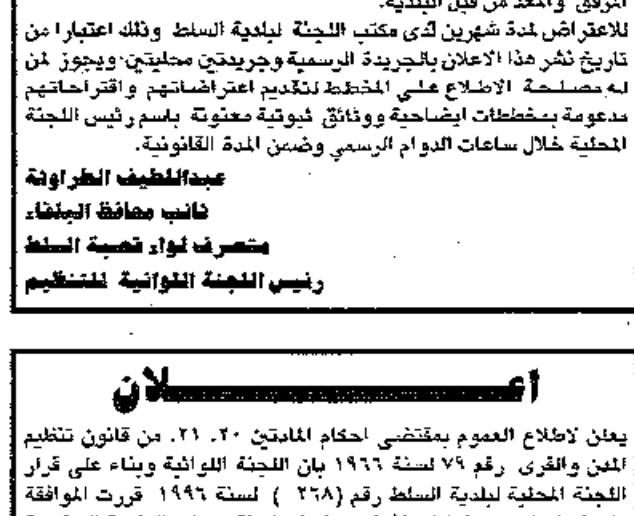 المرفق والمعد من قبل البلدية.
للاعتراض لمدة شهرين لدى مكتب اللجنة لبلدية السلط وذلك اعتبارا من
تاريخ نشر هذا الاعلان بالجريدة الرسمية وجريدتين محليتين ويجوز لمن
له مصلحة الاطلاع على المخطط لتقديم اعتراضاتهم واقتراحاتهم
مدعومة بمخططات ايضاحية ووثائق ثبوتية معنونة باسم رئيس اللجنة
المحلية خلال ساعات الدوام الرسمي وضمن المدة القانونية.
عبداللطيف الطراونة
نائب محافظ البلقاء
متصرف لواء قصبة السلط
رئيس اللجنة اللوائية للتنظيم
اعـــــــــلان
يعلن لاطلاع العموم بمقتضى احكام المادتين ٢٠، ٢١، من قانون تنظيم
المدن والقرى رقم ٧٩ لسنة ١٩٦٦ بان اللجنة اللوائية وبناء على قرار
اللجنة المحلية لبلدية السلط رقم (٢٦٨ ) لسنة ١٩٩٦ قررت الموافقة